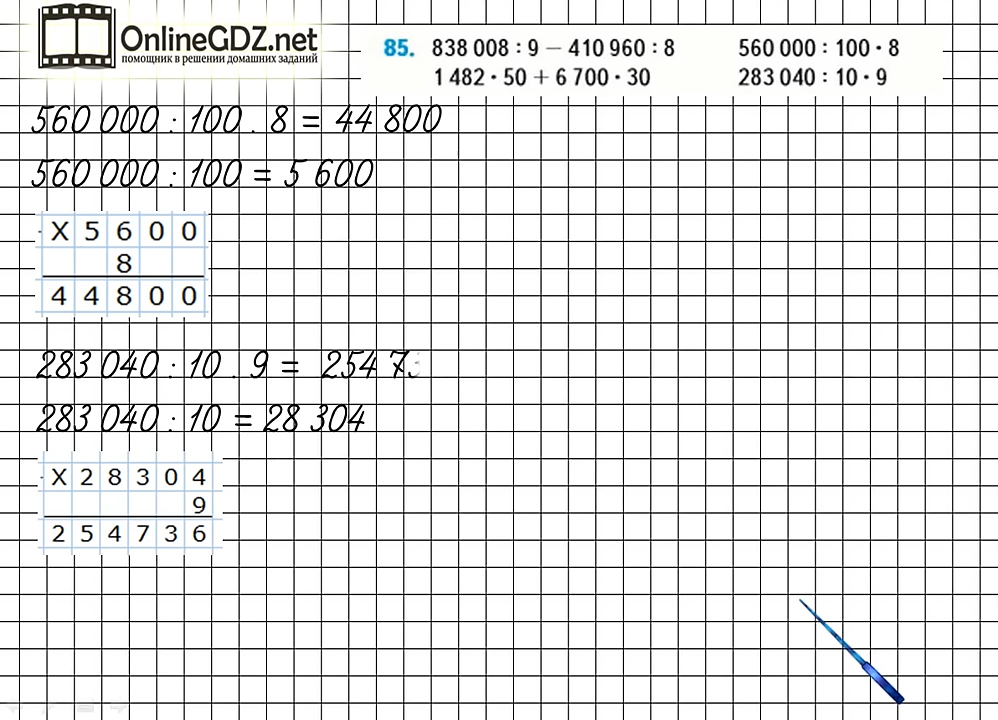 OnlineGDZ.net
помощник в решении домашних заданий
85. 838 008 : 9 − 410 960 : 8 560 000 : 100 · 8
1 482 · 50 + 6 700 · 30 283 040 : 10 · 9
560 000 : 100 . 8 = 44 800
560 000 : 100 = 5 600
X 5 6 0 0
8
4 4 8 0 0
283 040 : 10 . 9 = 254 73
283 040 : 10 = 28 304
X 2 8 3 0 4
9
2 5 4 7 3 6